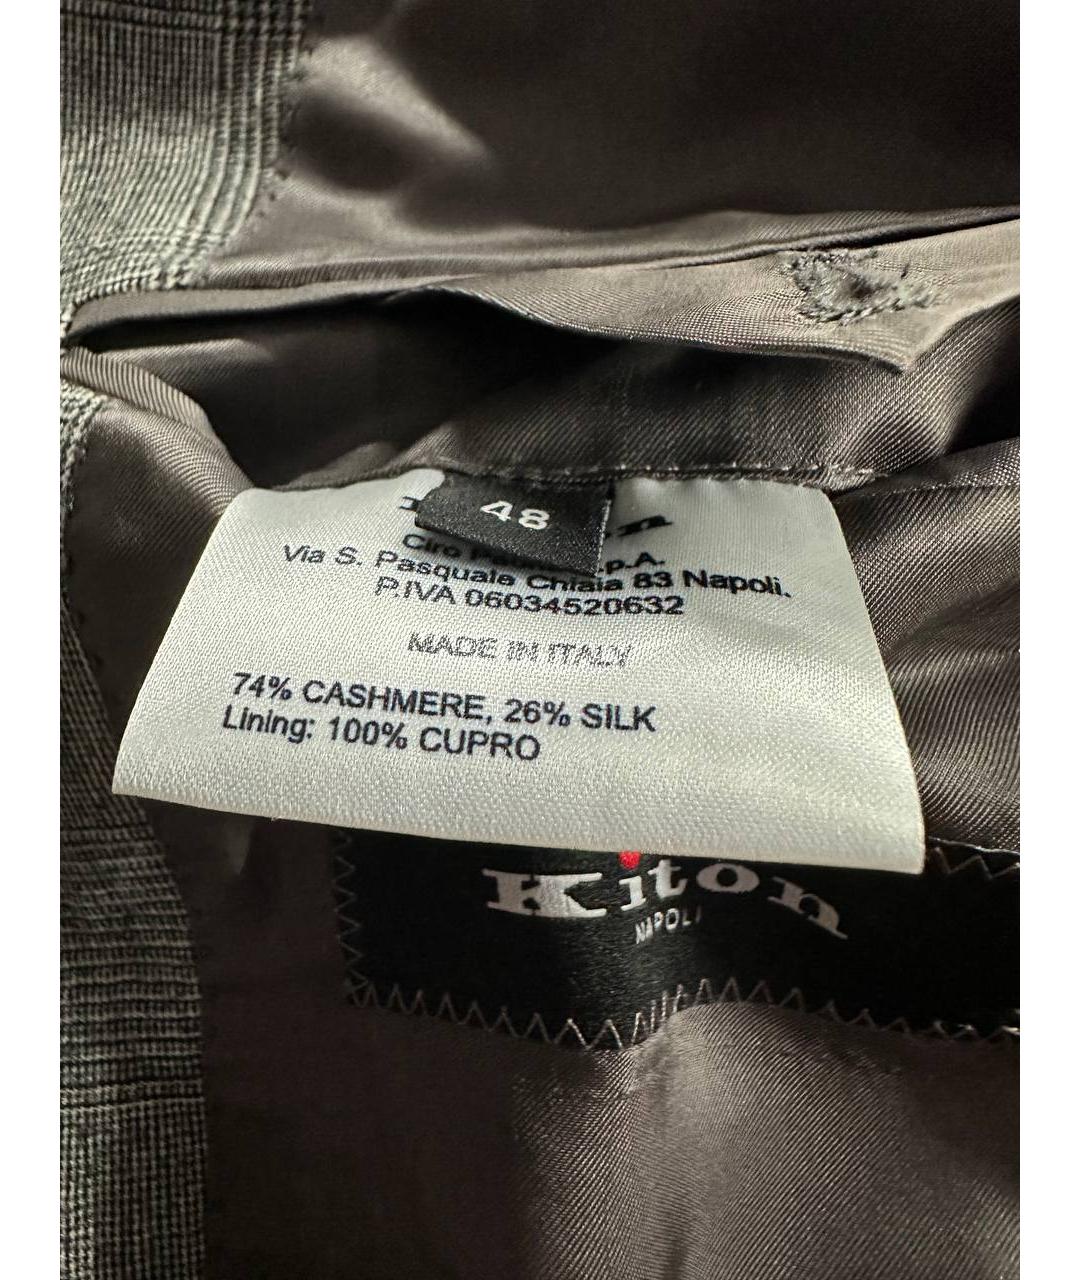 48
Ciro
Via S. Pasquale Chiaia 83 Napoli.
P.IVA 06034520632
MADE IN ITALY
74% CASHMERE, 26% SILK
Lining: 100% CUPRO
Kiton
NAPOLI